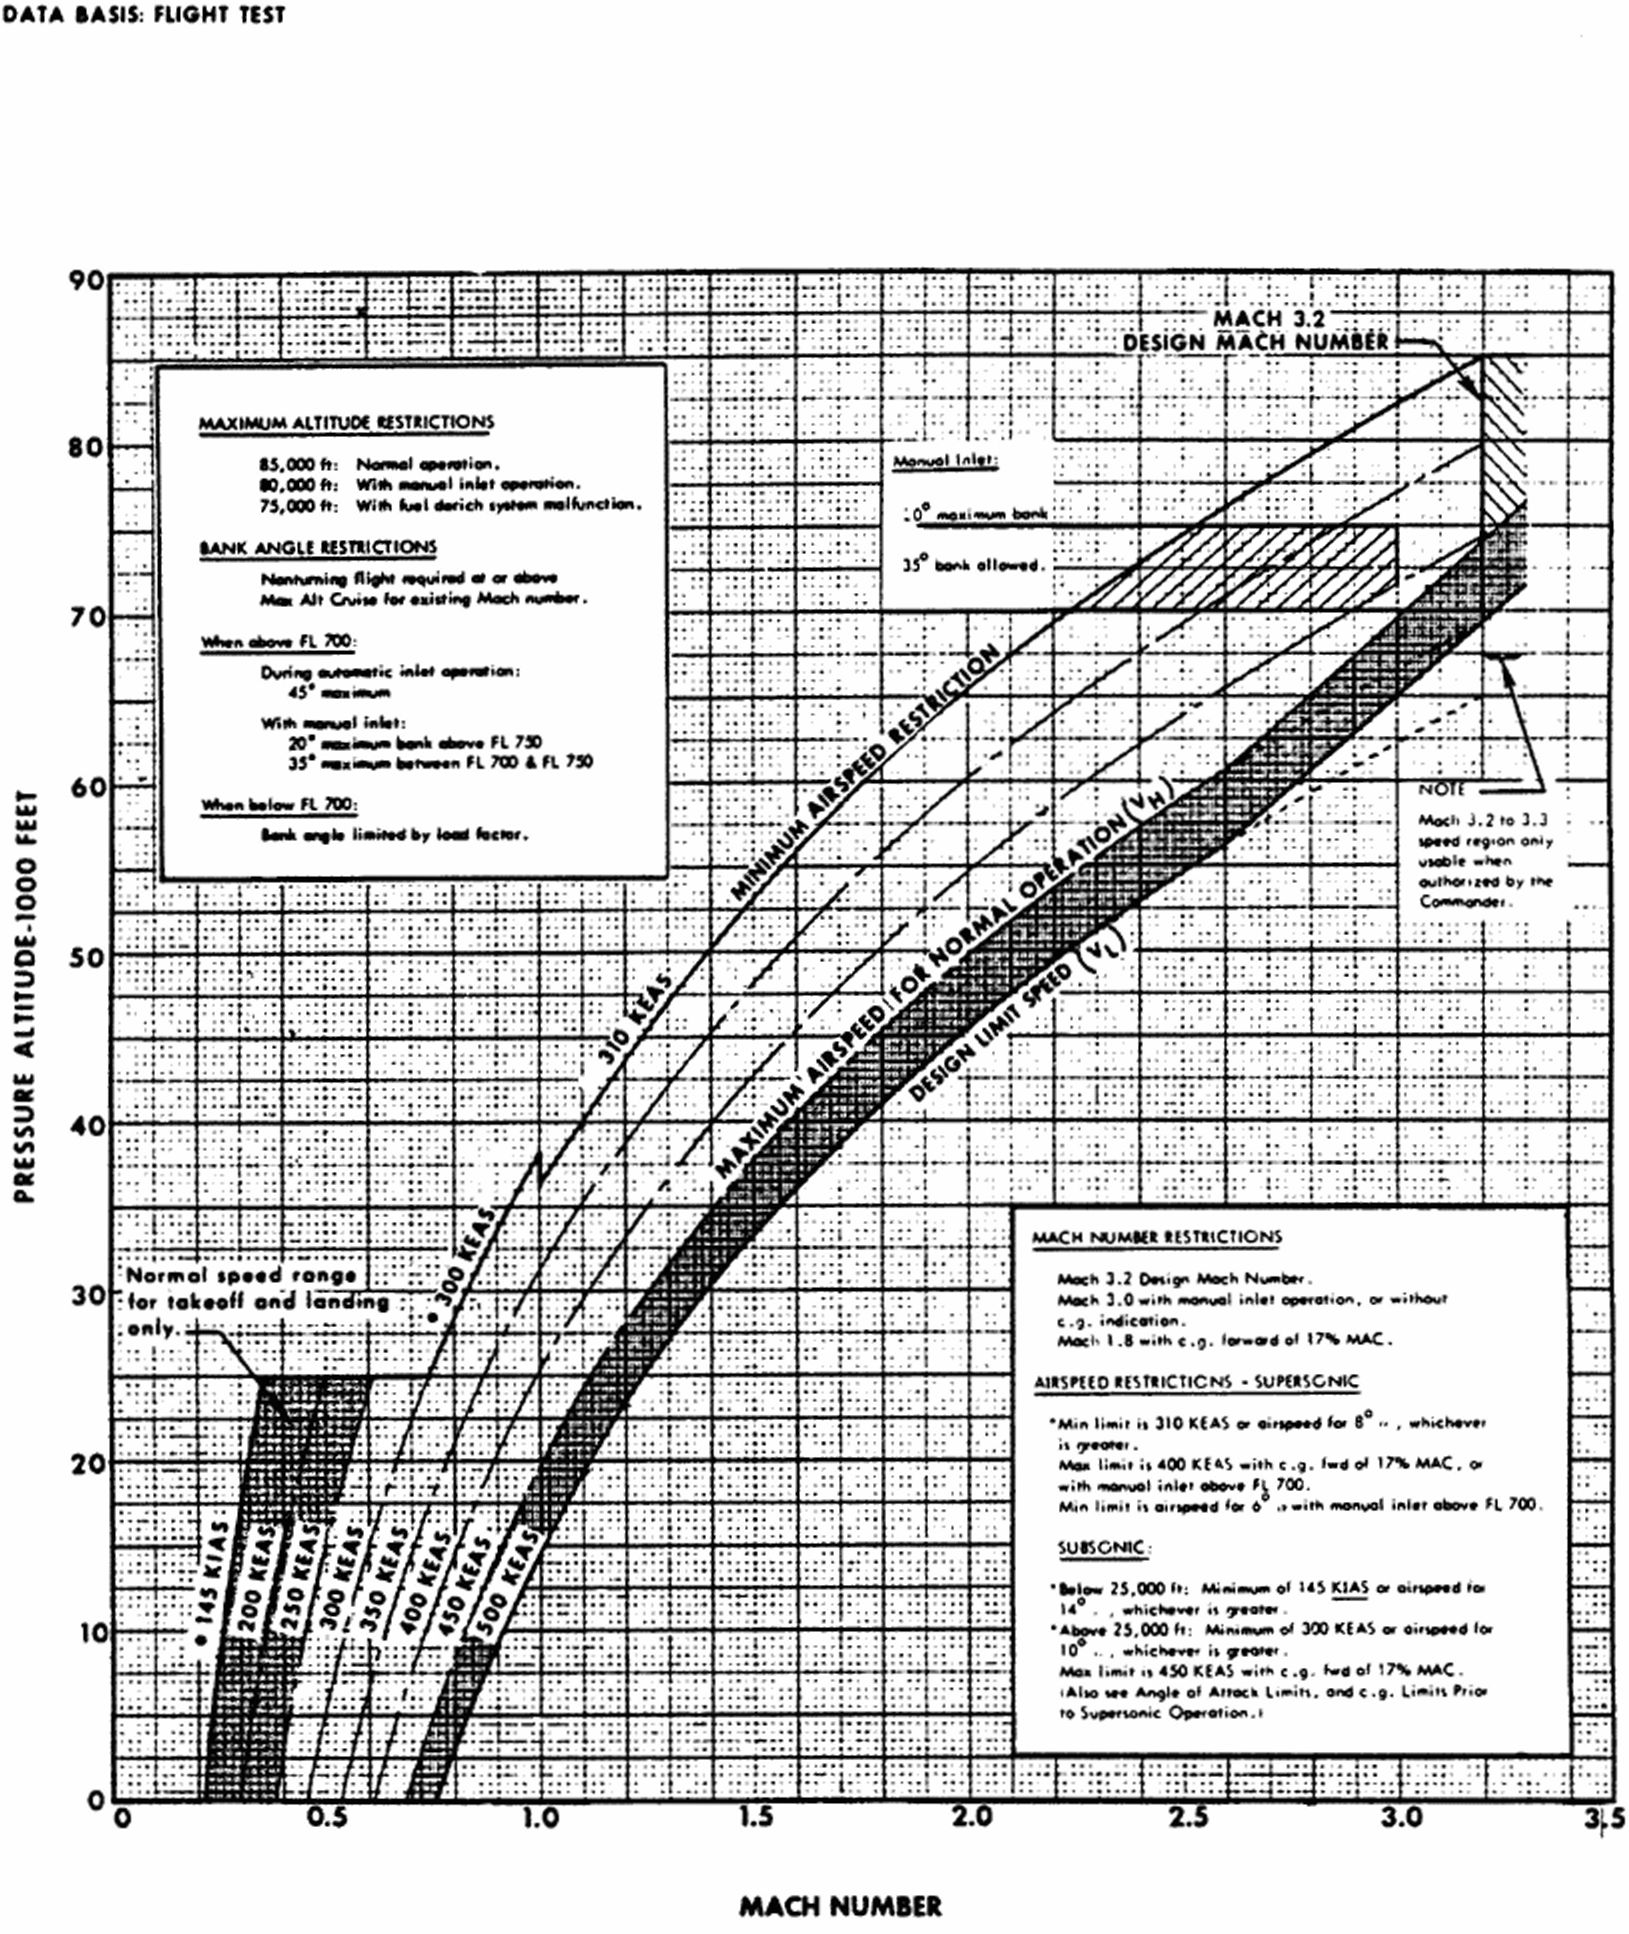 DATA BASIS: FLIGHT TEST
90
80
70
60
50
40
30
20
10
0
PRESSURE ALTITUDE-1000 FEET
MAXIMUM ALTITUDE RESTRICTIONS
85,000 ft: Normal operation.
80,000 ft: With manual inlet operation.
75,000 ft: With fuel derich system malfunction.
BANK ANGLE RESTRICTIONS
Nonturning flight required at or above
Max Alt Cruise for existing Mach number.
When above FL 700:
During automatic inlet operation:
45° maximum
With manual inlet:
20° maximum bank above FL 750
35° maximum between FL 700 & FL 750
When below FL 700:
Bank angle limited by load factor.
MACH 3.2
DESIGN MACH NUMBER
Manual Inlet:
0° maximum bank
35° bank allowed.
MINIMUM AIRSPEED RESTRICTION
310 KEAS
• 300 KEAS
MAXIMUM AIRSPEED FOR NORMAL OPERATION (VH)
DESIGN LIMIT SPEED (VL)
NOTE
Mach 3.2 to 3.3
speed region only
usable when
authorized by the
Commander.
Normal speed range
for takeoff and landing
only.
• 145 KIAS
200 KEAS
250 KEAS
300 KEAS
350 KEAS
400 KEAS
450 KEAS
500 KEAS
MACH NUMBER RESTRICTIONS
Mach 3.2 Design Mach Number.
Mach 3.0 with manual inlet operation, or without
c.g. indication.
Mach 1.8 with c.g. forward of 17% MAC.
AIRSPEED RESTRICTIONS - SUPERSONIC
*Min limit is 310 KEAS or airspeed for 8° , whichever
is greater.
Max limit is 400 KEAS with c.g. fwd of 17% MAC, or
with manual inlet above FL 700.
Min limit is airspeed for 6° with manual inlet above FL 700.
SUBSONIC:
*Below 25,000 ft: Minimum of 145 KIAS or airspeed for
14° , whichever is greater.
*Above 25,000 ft: Minimum of 300 KEAS or airspeed for
10° , whichever is greater.
Max limit is 450 KEAS with c.g. fwd of 17% MAC.
(Also see Angle of Attack Limits, and c.g. Limits Prior
to Supersonic Operation.)
0 0.5 1.0 1.5 2.0 2.5 3.0 3.5
MACH NUMBER